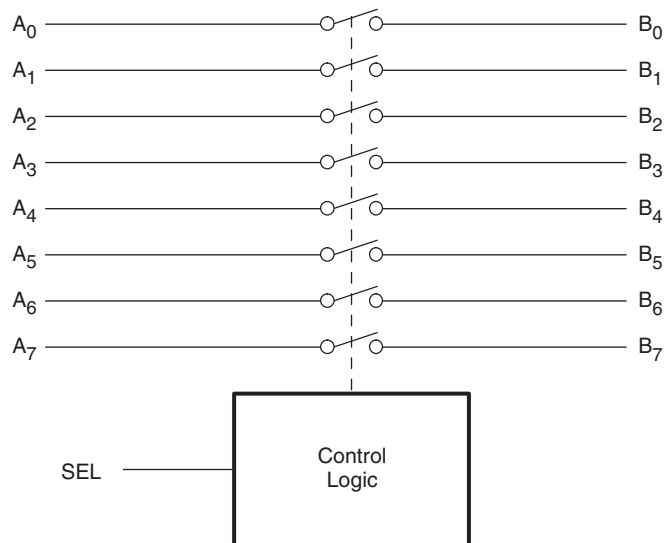 A0 B0
A1 B1
A2 B2
A3 B3
A4 B4
A5 B5
A6 B6
A7 B7
SEL
Control
Logic